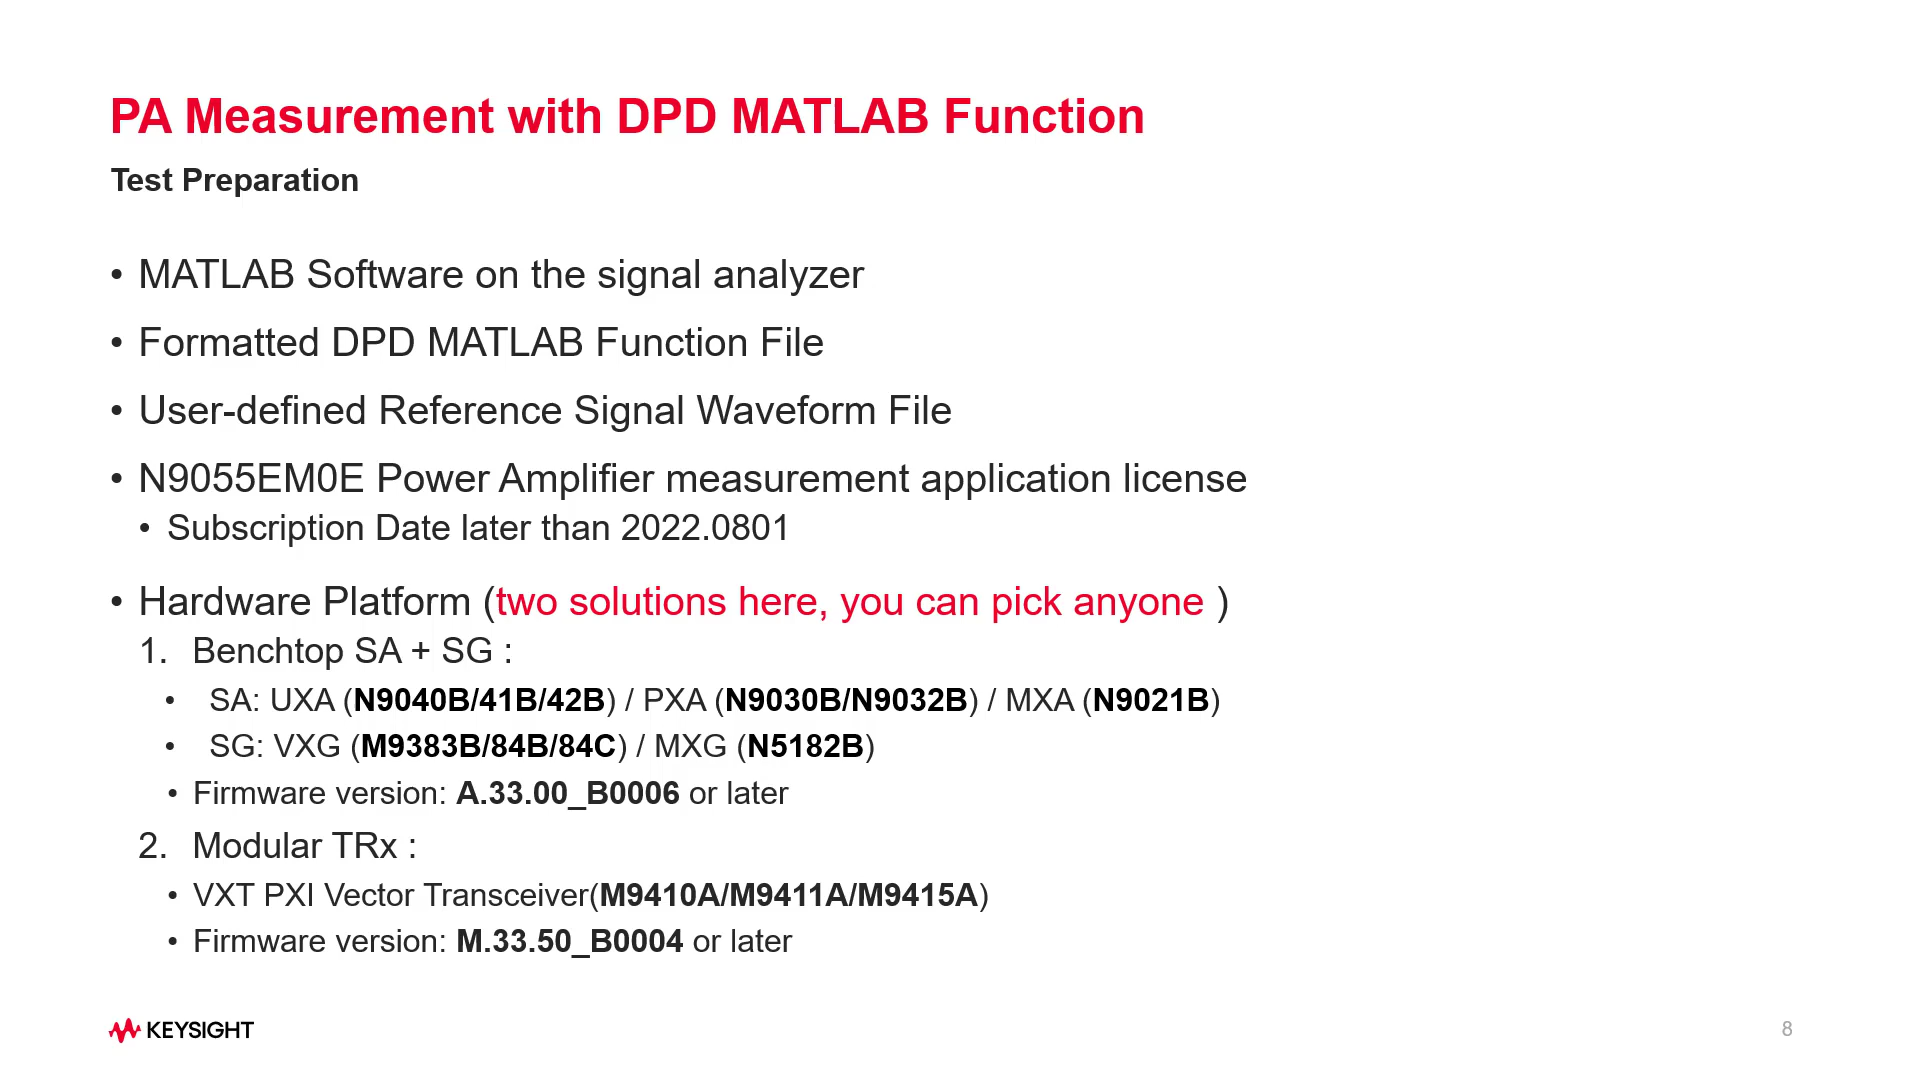 PA Measurement with DPD MATLAB Function
Test Preparation
• MATLAB Software on the signal analyzer
• Formatted DPD MATLAB Function File
• User-defined Reference Signal Waveform File
• N9055EM0E Power Amplifier measurement application license
• Subscription Date later than 2022.0801
• Hardware Platform (two solutions here, you can pick anyone )
1. Benchtop SA + SG :
• SA: UXA (N9040B/41B/42B) / PXA (N9030B/N9032B) / MXA (N9021B)
• SG: VXG (M9383B/84B/84C) / MXG (N5182B)
• Firmware version: A.33.00_B0006 or later
2. Modular TRx :
• VXT PXI Vector Transceiver(M9410A/M9411A/M9415A)
• Firmware version: M.33.50_B0004 or later
KEYSIGHT
8